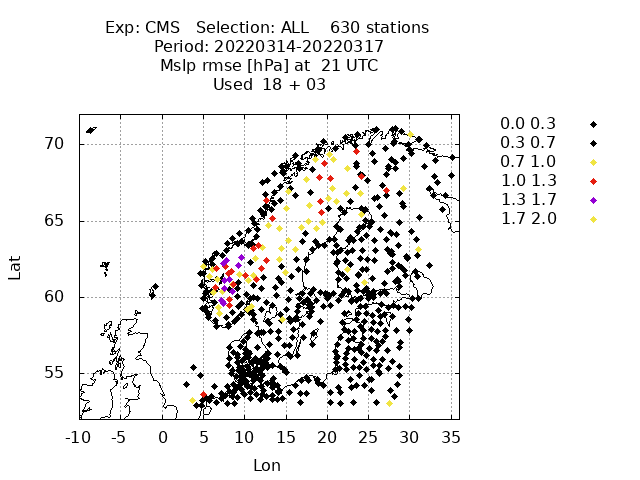 Exp: CMS   Selection: ALL    630 stations
Period: 20220314-20220317
Mslp rmse [hPa] at  21 UTC
Used  18 + 03
0.0 0.3
0.3 0.7
0.7 1.0
1.0 1.3
1.3 1.7
1.7 2.0
70
65
60
55
Lat
-10 -5 0 5 10 15 20 25 30 35
Lon